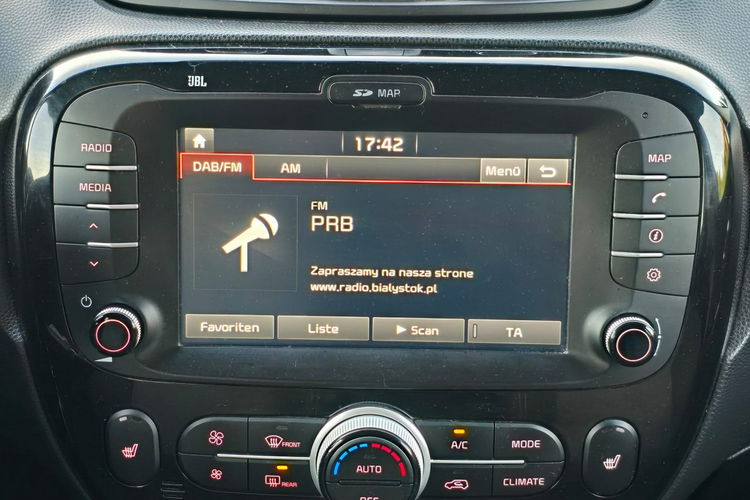 JBL
SD MAP
RADIO
MEDIA
17:42
DAB/FM AM Menü
FM
PRB
Zapraszamy na nasza strone
www.radio.bialystok.pl
Favoriten Liste Scan TA
MAP
FRONT
REAR
AUTO
A/C
MODE
CLIMATE